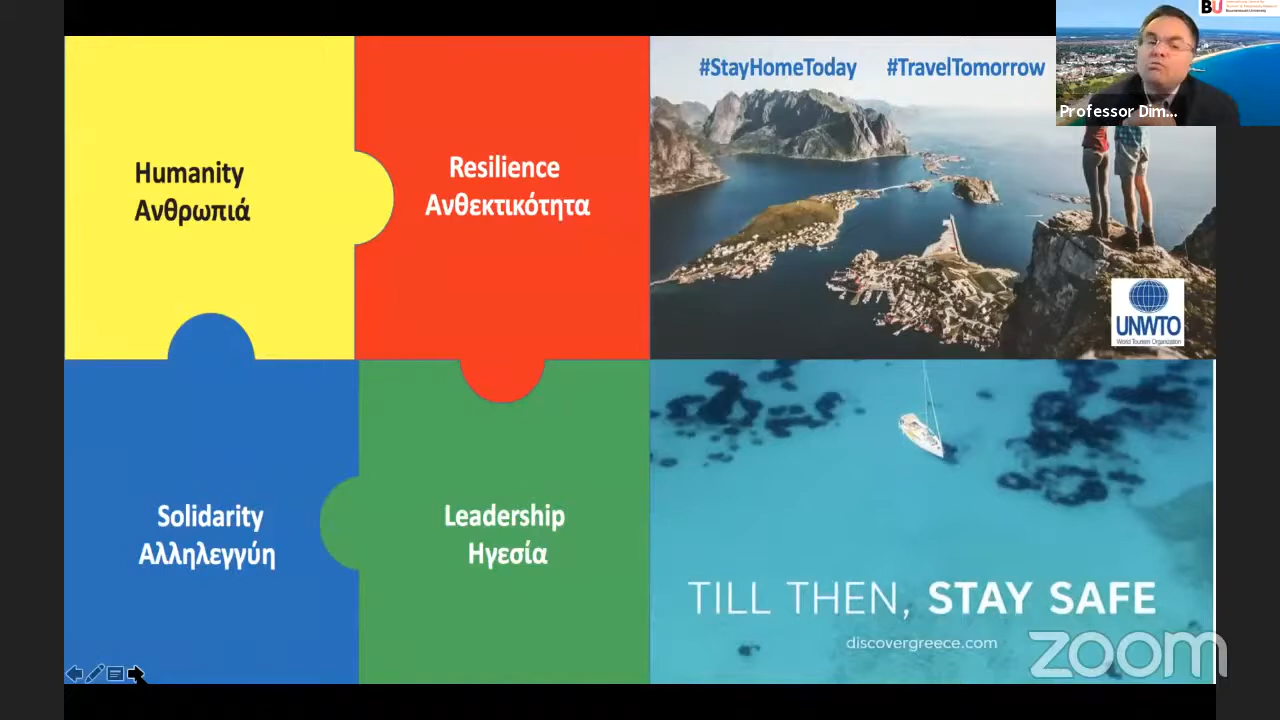 Humanity
Ανθρωπιά
Resilience
Ανθεκτικότητα
#StayHomeToday #TravelTomorrow
BU
Professor Dim...
UNWTO
World Tourism Organization
Solidarity
Αλληλεγγύη
Leadership
Ηγεσία
TILL THEN, STAY SAFE
discovergreece.com
zoom